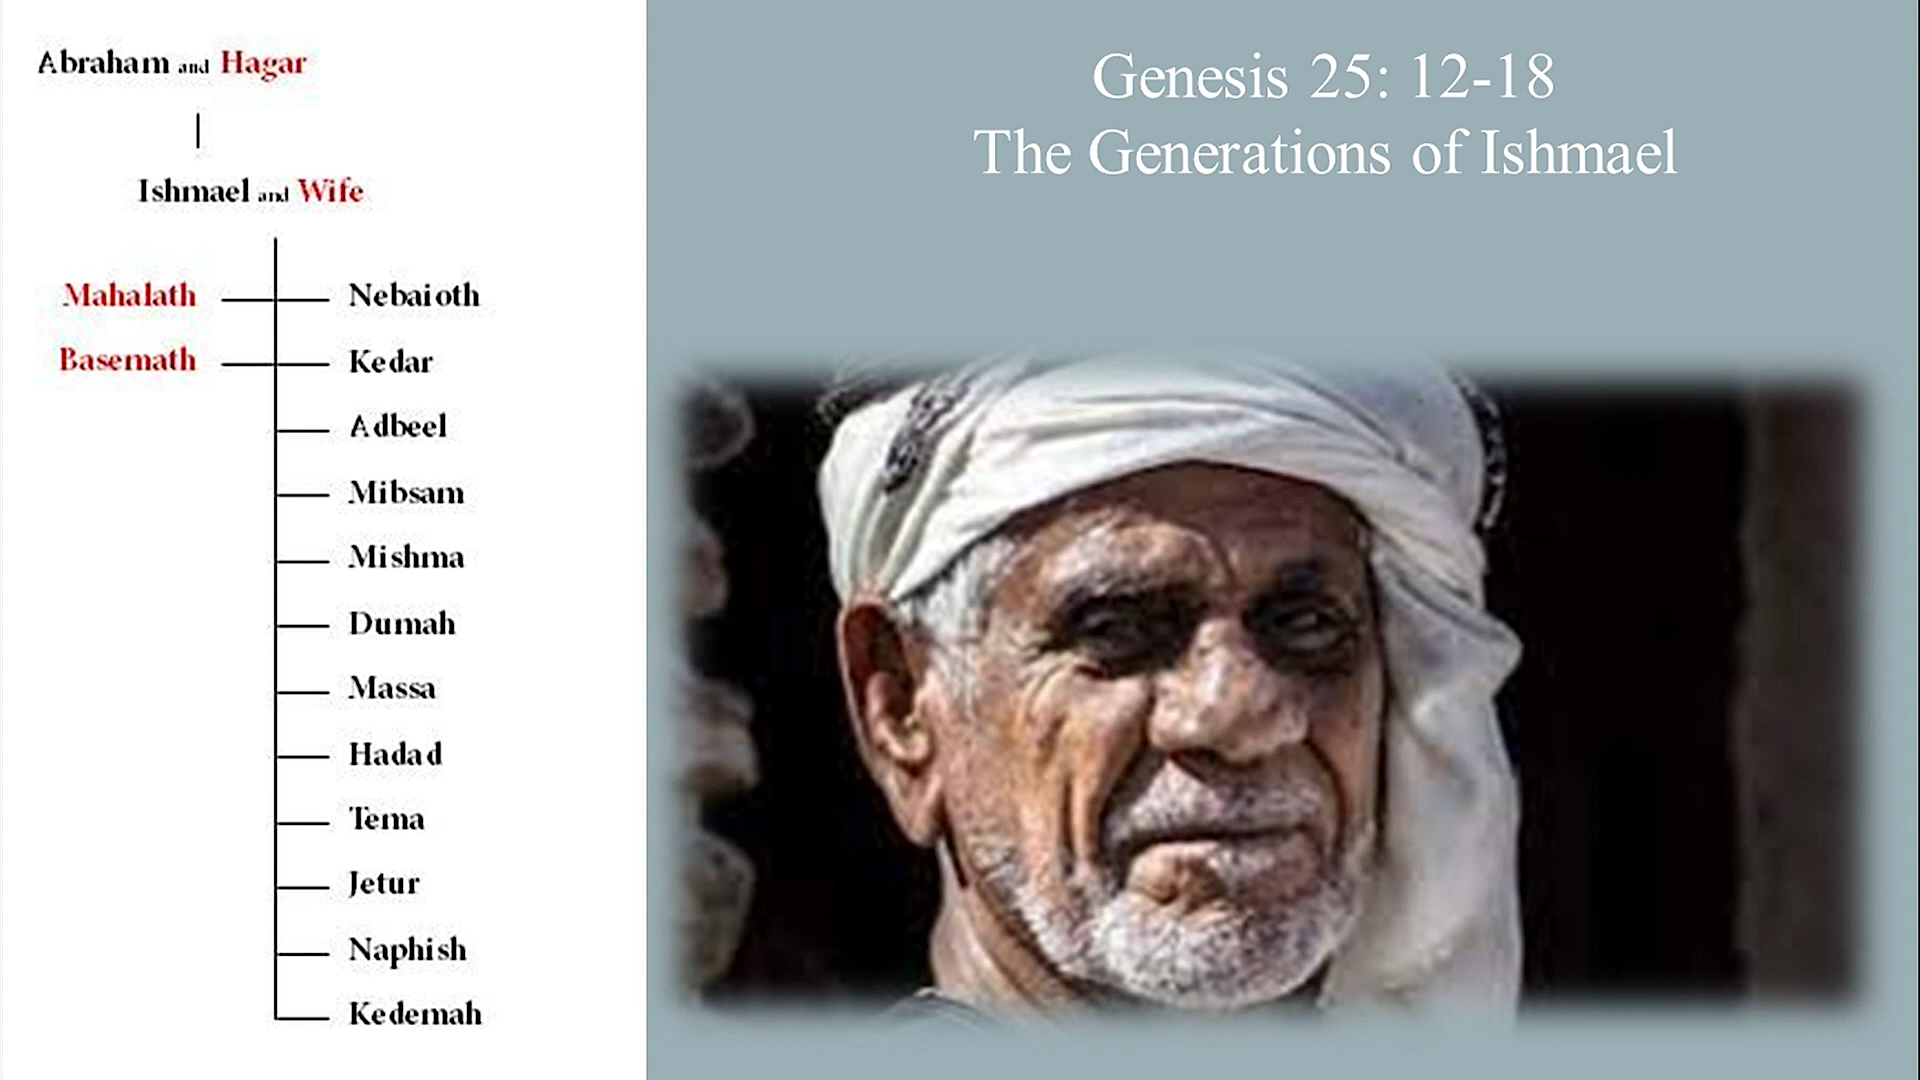 Abraham and Hagar
Ishmael and Wife
Mahalath Nebaioth
Basemath Kedar
Adbeel
Mibsam
Mishma
Dumah
Massa
Hadad
Tema
Jetur
Naphish
Kedemah
Genesis 25: 12-18
The Generations of Ishmael